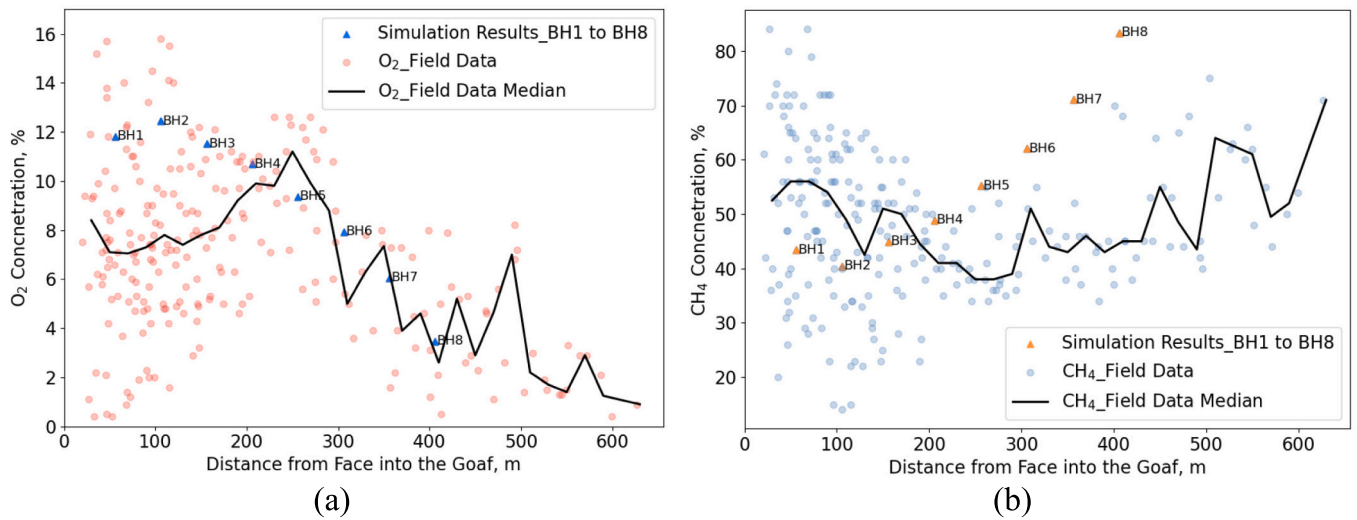 16
14
12
10
8
6
4
2
0
O₂ Concnetration, %
Simulation Results_BH1 to BH8
O₂_Field Data
O₂_Field Data Median
BH1
BH2
BH3
BH4
BH5
BH6
BH7
BH8
0 100 200 300 400 500 600
Distance from Face into the Goaf, m
(a)
80
70
60
50
40
30
20
CH₄ Concnetration, %
BH8
BH7
BH6
BH5
BH4
BH3
BH1
BH2
Simulation Results_BH1 to BH8
CH₄_Field Data
CH₄_Field Data Median
0 100 200 300 400 500 600
Distance from Face into the Goaf, m
(b)